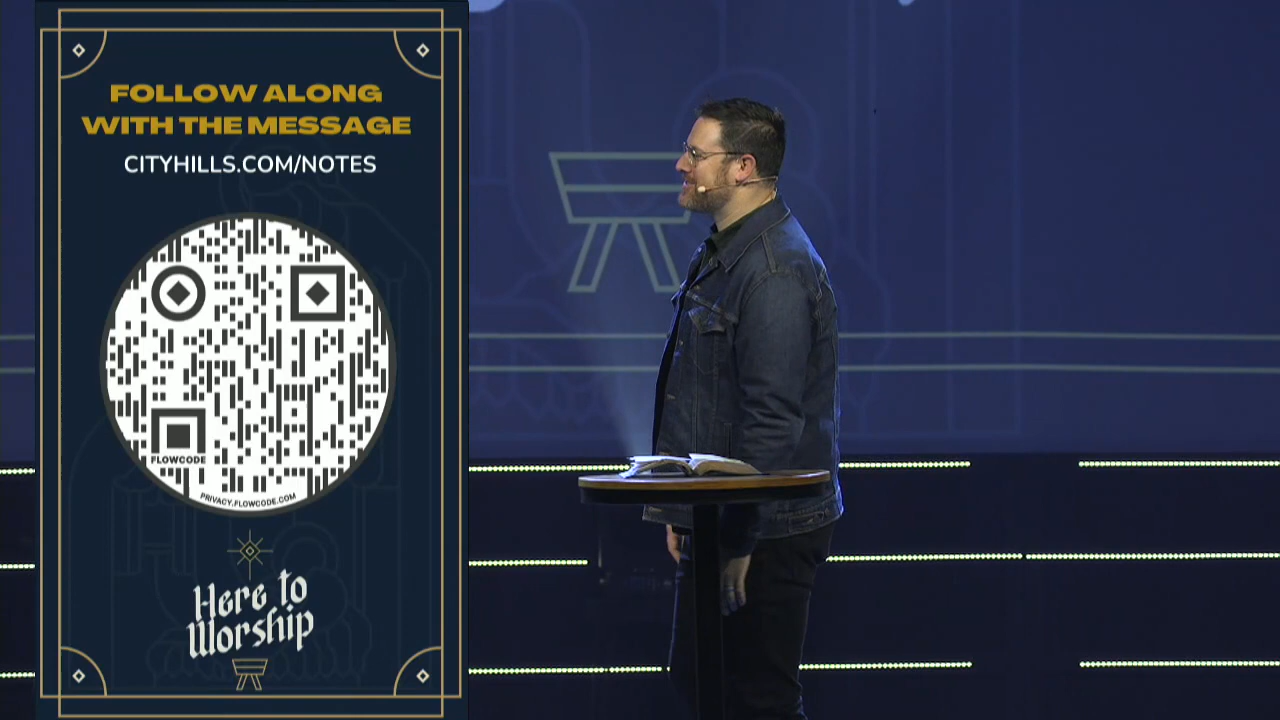 FOLLOW ALONG
WITH THE MESSAGE
CITYHILLS.COM/NOTES
FLOWCODE
PRIVACY.FLOWCODE.COM
Here to
Worship